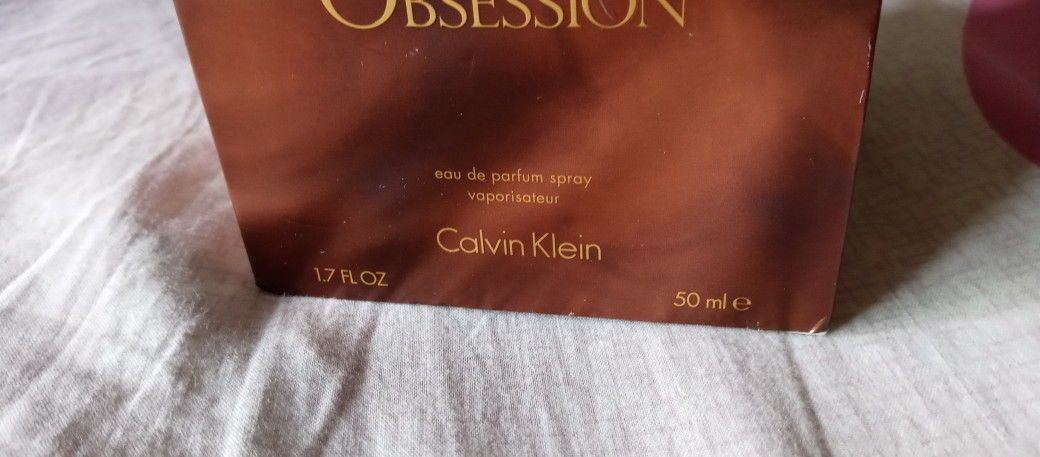 OBSESSION
eau de parfum spray
vaporisateur
Calvin Klein
1.7 FL OZ
50 ml ℮